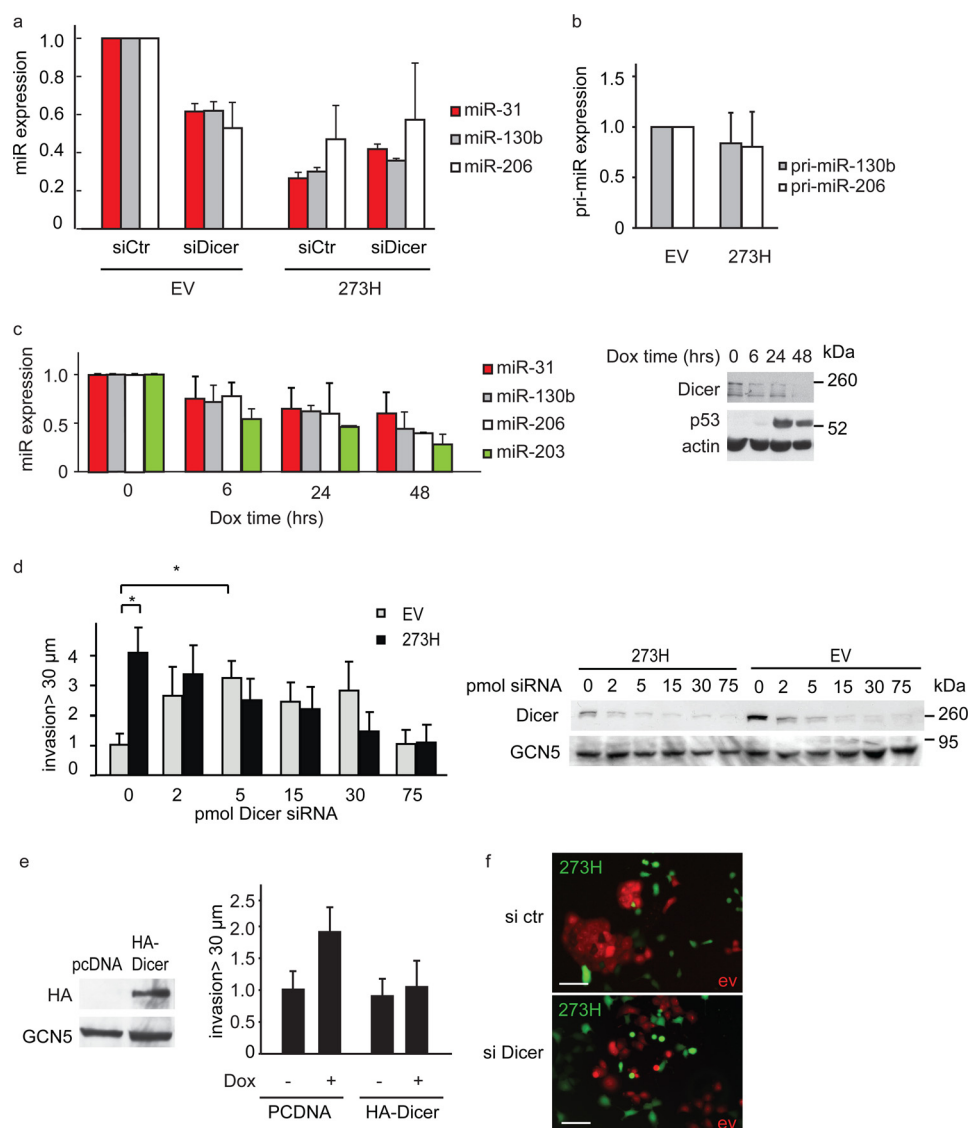 a
miR expression
1.0
0.8
0.6
0.4
0.2
0
siCtr siDicer siCtr siDicer
EV 273H
miR-31
miR-130b
miR-206
b
pri-miR expression
1.5
1.0
0.5
0
EV 273H
pri-miR-130b
pri-miR-206
c
miR expression
1.0
0.5
0
0 6 24 48
Dox time (hrs)
miR-31
miR-130b
miR-206
miR-203
Dox time (hrs) 0 6 24 48 kDa
Dicer 260
p53 52
actin
d
invasion> 30 µm
4
3
2
1
0
* *
EV
273H
0 2 5 15 30 75
pmol Dicer siRNA
273H EV
pmol siRNA 0 2 5 15 30 75 0 2 5 15 30 75 kDa
Dicer 260
95
GCN5
e
pcDNA HA-
Dicer
HA
GCN5
invasion> 30 µm
2.0
1.5
1.0
0.5
0
Dox - + - +
PCDNA HA-Dicer
f
si ctr
273H
ev
si Dicer
273H
ev